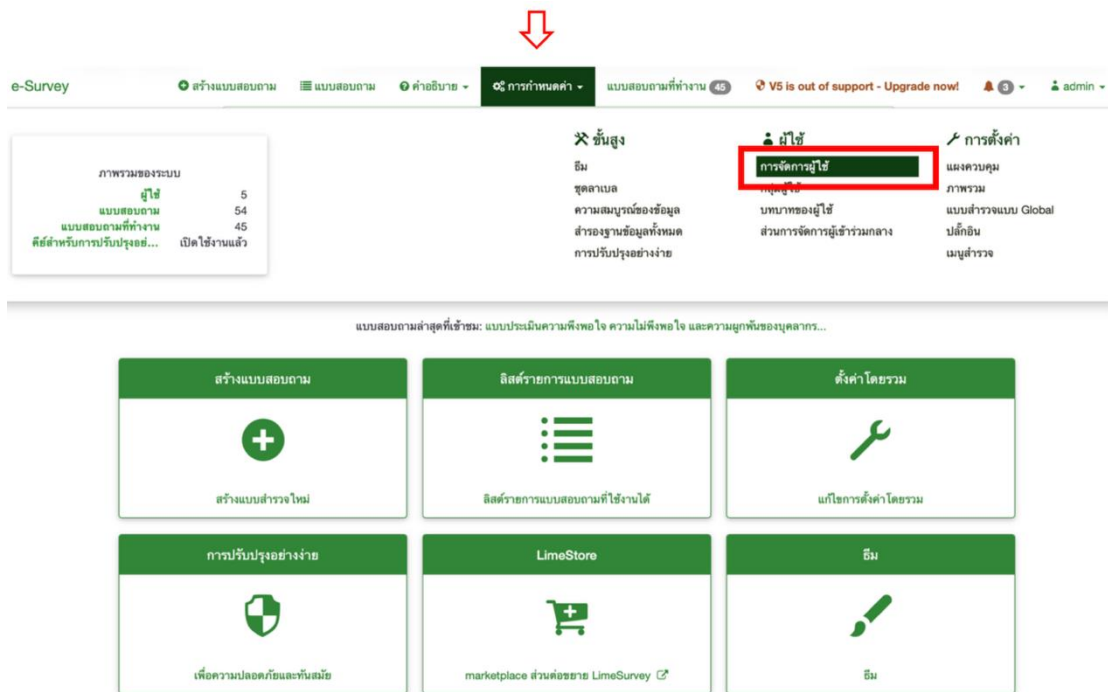 e-Survey
สร้างแบบสอบถาม
แบบสอบถาม
คำอธิบาย
การกำหนดค่า
แบบสอบถามที่ทำงาน 45
V5 is out of support - Upgrade now!
3
admin
ภาพรวมของระบบ
ผู้ใช้ 5
แบบสอบถาม 54
แบบสอบถามที่ทำงาน 45
คีย์สำหรับการปรับปรุงอย่... เปิดใช้งานแล้ว
ขั้นสูง
ธีม
ชุดลาเบล
ความสมบูรณ์ของข้อมูล
สำรองฐานข้อมูลทั้งหมด
การปรับปรุงอย่างง่าย
ผู้ใช้
การจัดการผู้ใช้
กลุ่มผู้ใช้
บทบาทของผู้ใช้
ส่วนการจัดการผู้เข้าร่วมกลาง
การตั้งค่า
แผงควบคุม
ภาพรวม
แบบสำรวจแบบ Global
ปลั๊กอิน
เมนูสำรวจ
แบบสอบถามล่าสุดที่เข้าชม: แบบประเมินความพึงพอใจ ความไม่พึงพอใจ และความผูกพันของบุคลากร...
สร้างแบบสอบถาม
สร้างแบบสำรวจใหม่
ลิสต์รายการแบบสอบถาม
ลิสต์รายการแบบสอบถามที่ใช้งานได้
ตั้งค่าโดยรวม
แก้ไขการตั้งค่าโดยรวม
การปรับปรุงอย่างง่าย
เพื่อความปลอดภัยและทันสมัย
LimeStore
marketplace ส่วนต่อขยาย LimeSurvey
ธีม
ธีม